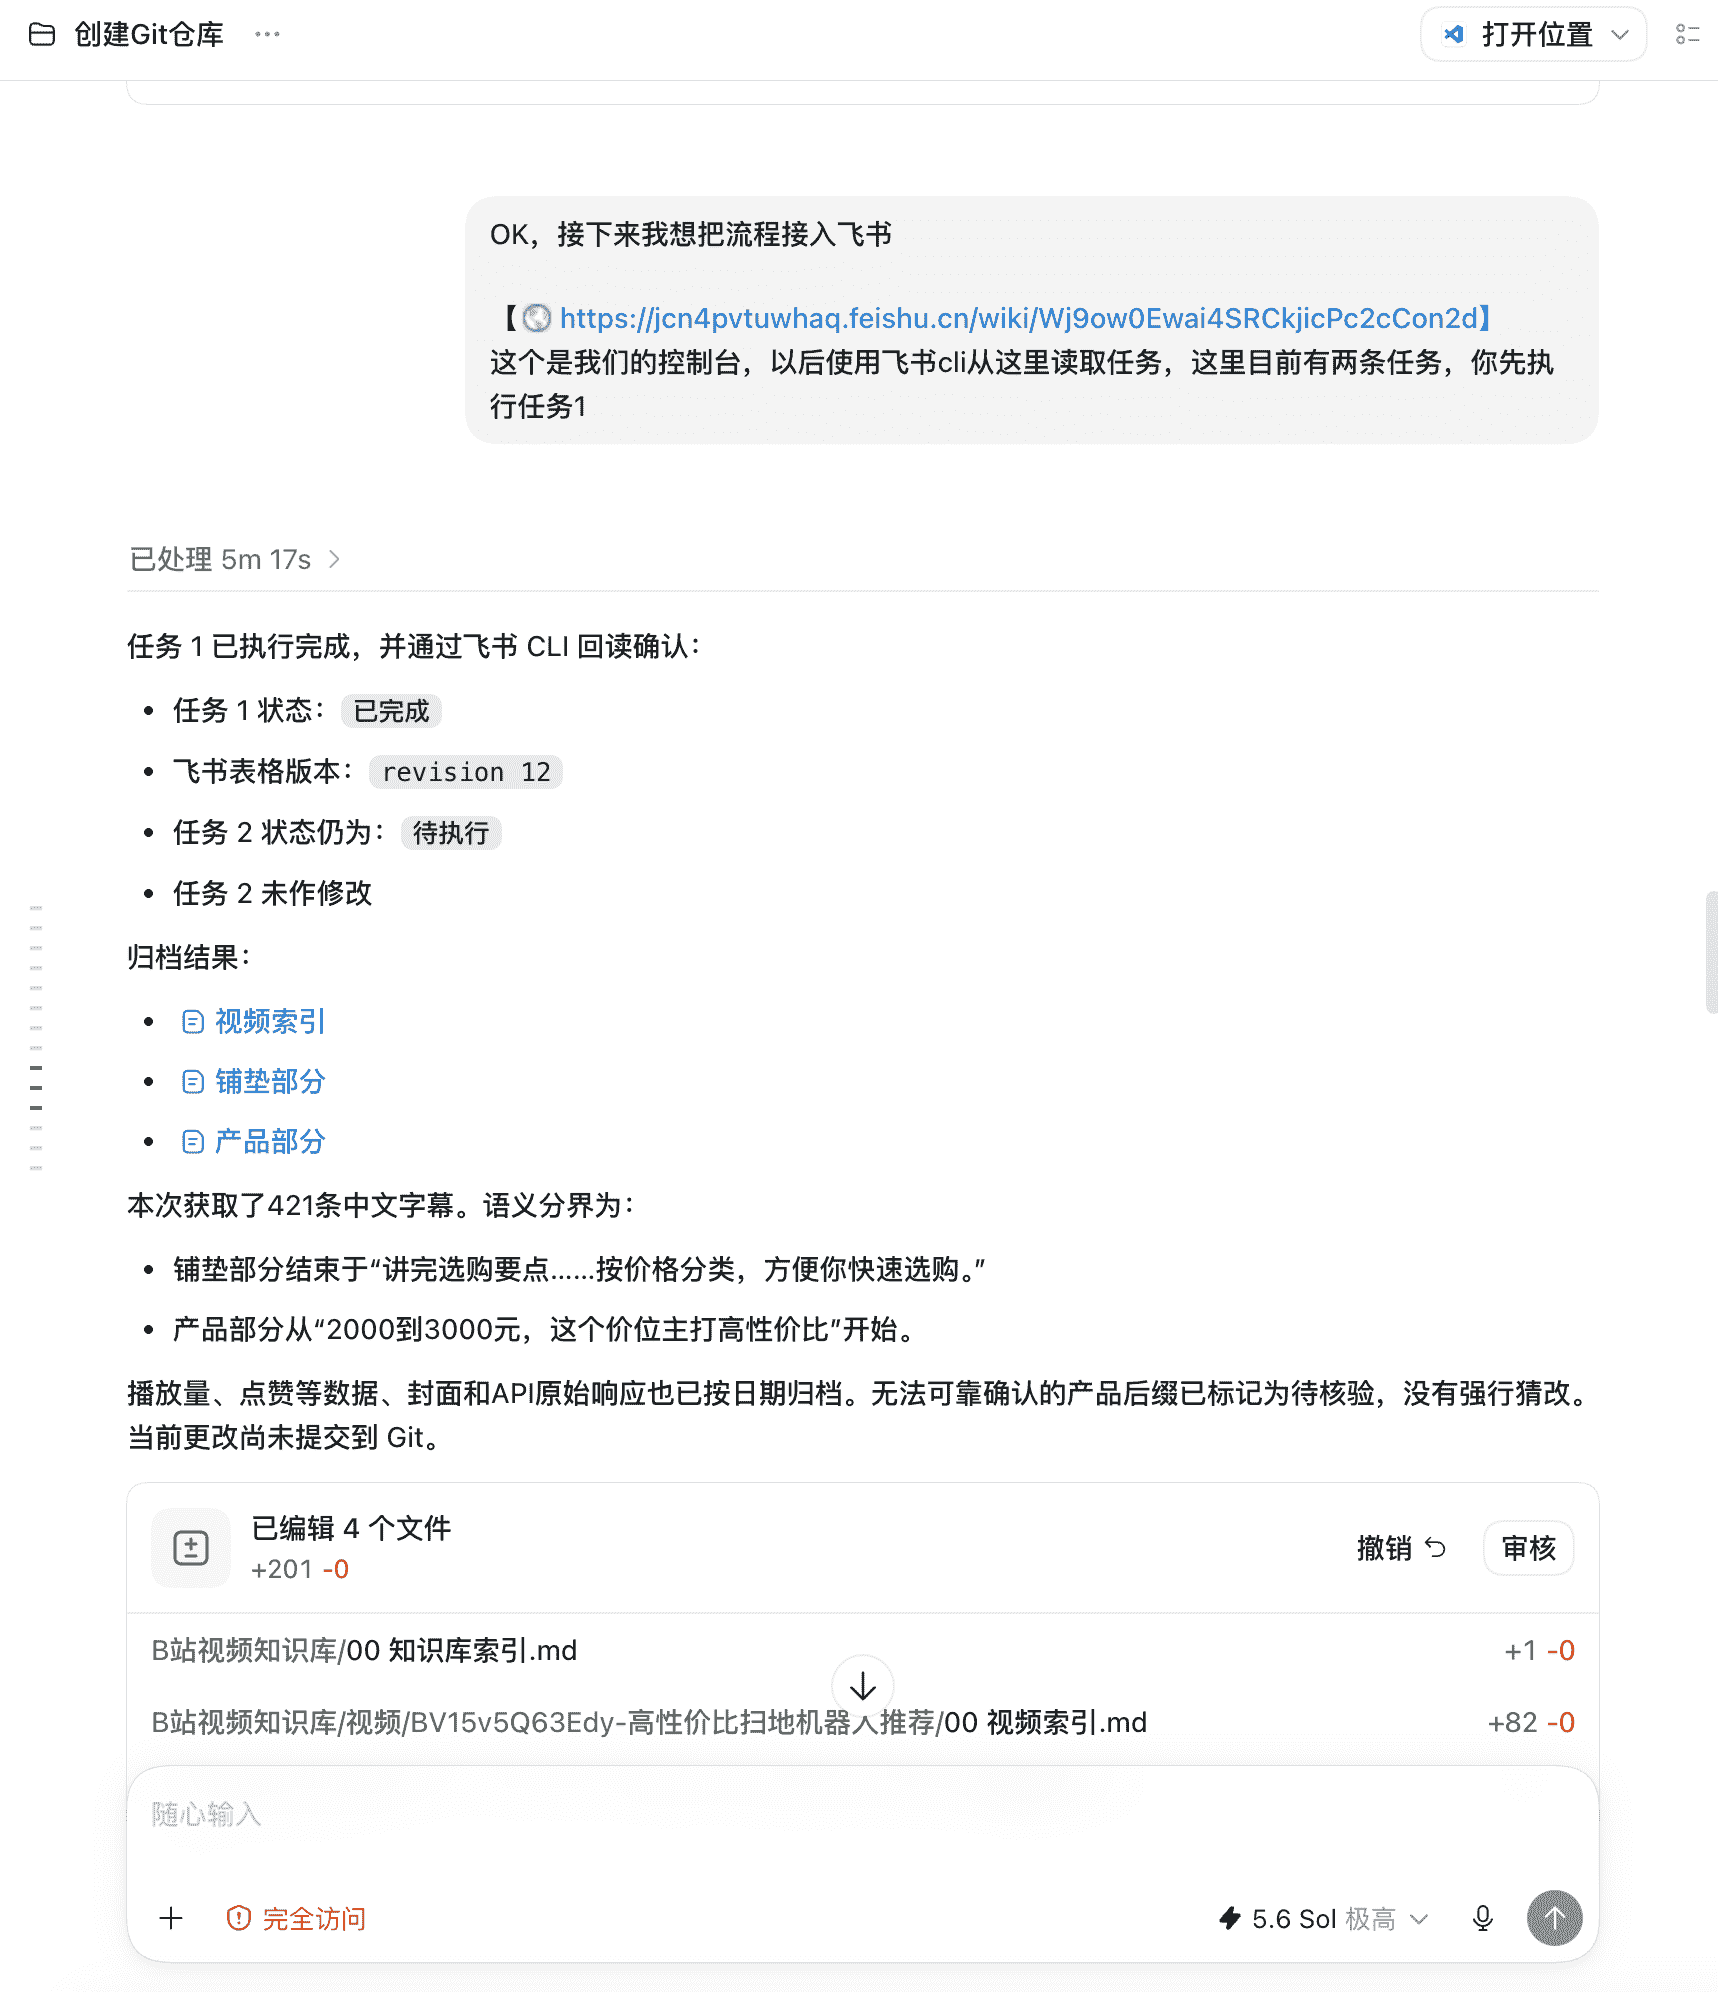 创建Git仓库 ···
打开位置
OK，接下来我想把流程接入飞书
【https://jcn4pvtuwhaq.feishu.cn/wiki/Wj9ow0Ewai4SRCkjicPc2cCon2d】
这个是我们的控制台，以后使用飞书cli从这里读取任务，这里目前有两条任务，你先执
行任务1
已处理 5m 17s
任务 1 已执行完成，并通过飞书 CLI 回读确认：
• 任务 1 状态： 已完成
• 飞书表格版本： revision 12
• 任务 2 状态仍为： 待执行
• 任务 2 未作修改
归档结果：
• 视频索引
• 铺垫部分
• 产品部分
本次获取了421条中文字幕。语义分界为：
• 铺垫部分结束于“讲完选购要点……按价格分类，方便你快速选购。”
• 产品部分从“2000到3000元，这个价位主打高性价比”开始。
播放量、点赞等数据、封面和API原始响应也已按日期归档。无法可靠确认的产品后缀已标记为待核验，没有强行猜改。
当前更改尚未提交到 Git。
已编辑 4 个文件
+201 -0
撤销
审核
B站视频知识库/00 知识库索引.md +1 -0
B站视频知识库/视频/BV15v5Q63Edy-高性价比扫地机器人推荐/00 视频索引.md +82 -0
随心输入
完全访问
5.6 Sol 极高